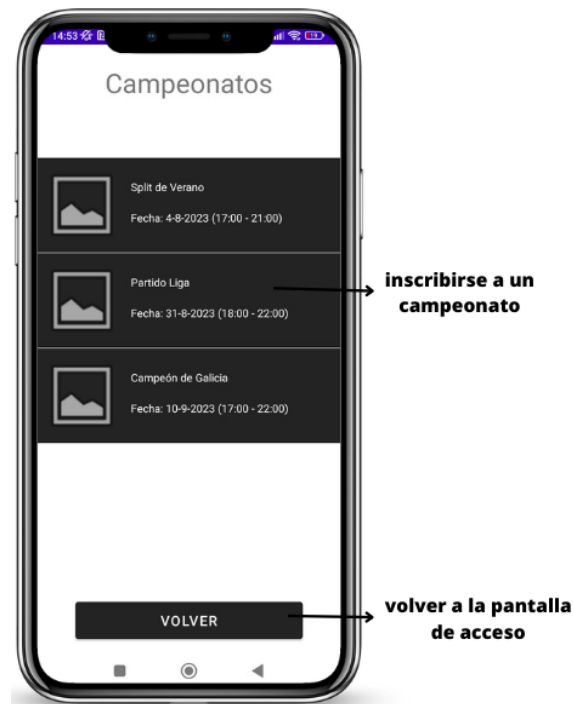 14:53
19
Campeonatos
Split de Verano
Fecha: 4-8-2023 (17:00 - 21:00)
Partido Liga
Fecha: 31-8-2023 (18:00 - 22:00)
Campeón de Galicia
Fecha: 10-9-2023 (17:00 - 22:00)
inscribirse a un
campeonato
VOLVER
volver a la pantalla
de acceso